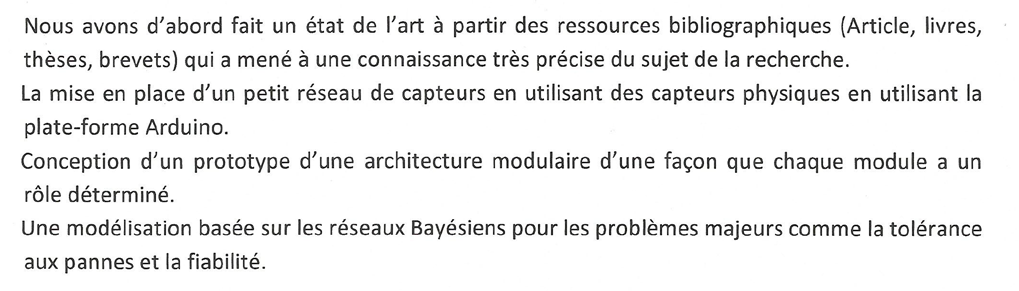 Nous avons d’abord fait un état de l’art à partir des ressources bibliographiques (Article, livres,
thèses, brevets) qui a mené à une connaissance très précise du sujet de la recherche.
La mise en place d’un petit réseau de capteurs en utilisant des capteurs physiques en utilisant la
plate-forme Arduino.
Conception d’un prototype d’une architecture modulaire d’une façon que chaque module a un
rôle déterminé.
Une modélisation basée sur les réseaux Bayésiens pour les problèmes majeurs comme la tolérance
aux pannes et la fiabilité.